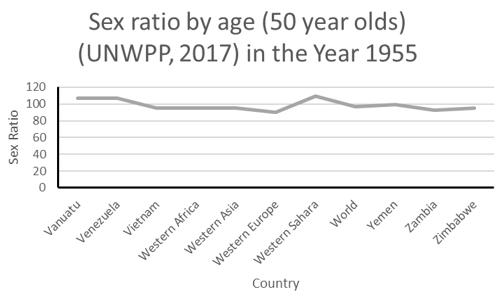 Sex ratio by age (50 year olds)
(UNWPP, 2017) in the Year 1955
120
100
80
60
40
20
0
Sex Ratio
Vanuatu
Venezuela
Vietnam
Western Africa
Western Asia
Western Europe
Western Sahara
World
Yemen
Zambia
Zimbabwe
Country